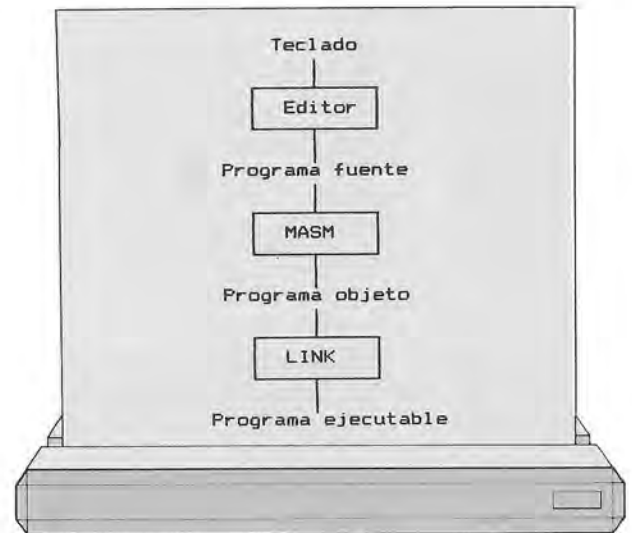 Teclado
Editor
Programa fuente
MASM
Programa objeto
LINK
Programa ejecutable